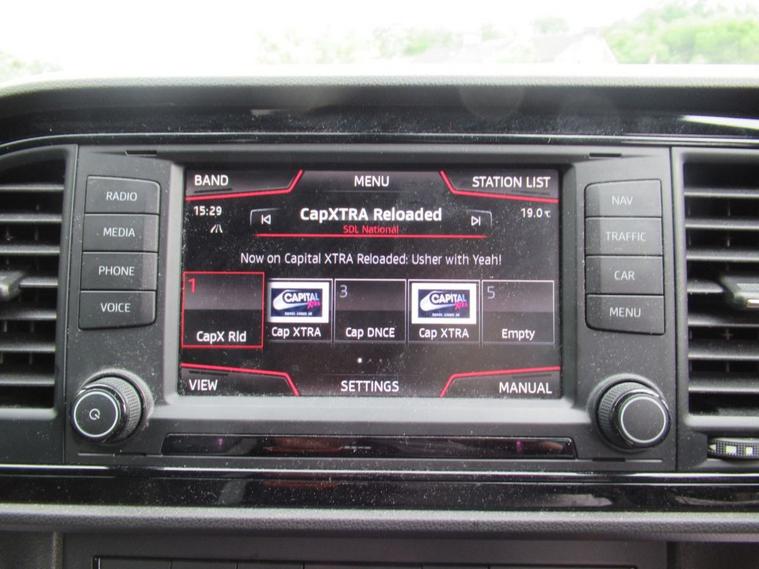 BAND MENU STATION LIST
RADIO
MEDIA
PHONE
VOICE
15:29
CapXTRA Reloaded
19.0℃
SDL National
Now on Capital XTRA Reloaded: Usher with Yeah!
1
CAPITAL
3
CAPITAL
5
CapX Rld
Cap XTRA
Cap DNCE
Cap XTRA
Empty
VIEW SETTINGS MANUAL
NAV
TRAFFIC
CAR
MENU